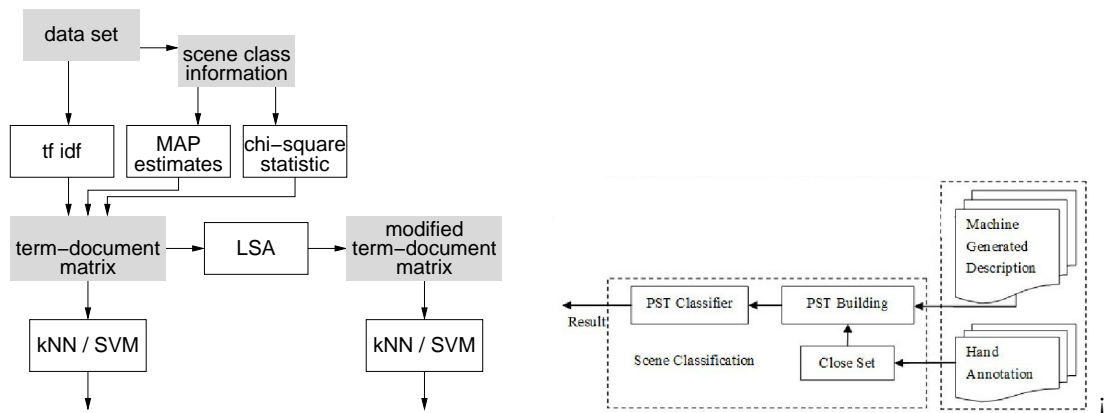 data set
scene class
information
tf idf
MAP
estimates
chi−square
statistic
term−document
matrix
LSA
modified
term−document
matrix
kNN / SVM
kNN / SVM
Machine
Generated
Description
PST Classifier
PST Building
Result
Scene Classification
Close Set
Hand
Annotation
i